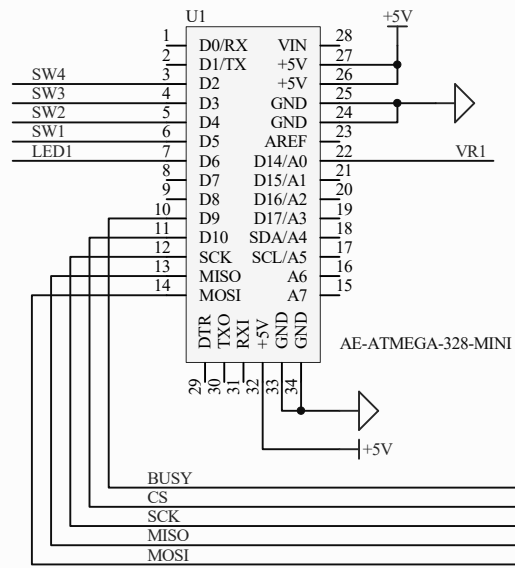 U1
+5V
1 D0/RX VIN 28
2 D1/TX +5V 27
SW4 3 D2 +5V 26
SW3 4 D3 GND 25
SW2 5 D4 GND 24
SW1 6 D5 AREF 23
LED1 7 D6 D14/A0 22 VR1
8 D7 D15/A1 21
9 D8 D16/A2 20
10 D9 D17/A3 19
11 D10 SDA/A4 18
12 SCK SCL/A5 17
13 MISO A6 16
14 MOSI A7 15
DTR TXO RXI +5V GND GND
AE-ATMEGA-328-MINI
29 30 31 32 33 34
+5V
BUSY
CS
SCK
MISO
MOSI